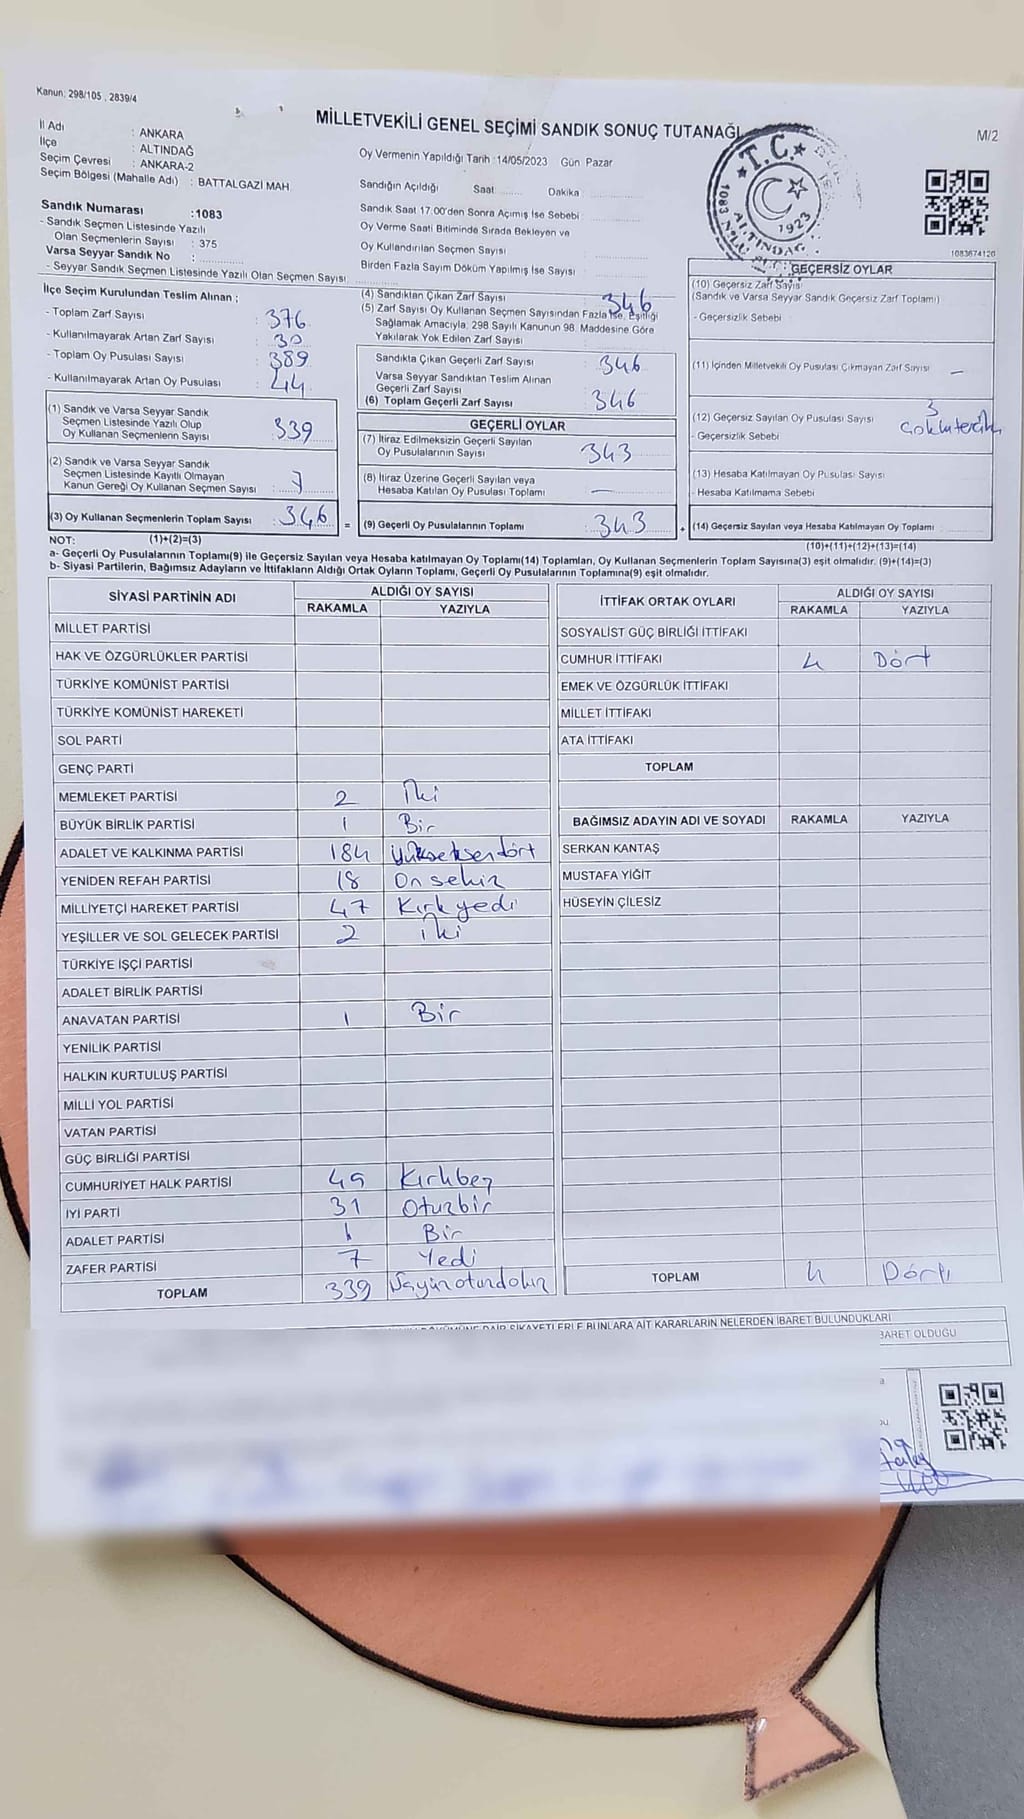 Kanun: 298/105 , 2839/4
MİLLETVEKİLİ GENEL SEÇİMİ SANDIK SONUÇ TUTANAĞI
M/2
İl Adı : ANKARA
İlçe : ALTINDAĞ
Seçim Çevresi : ANKARA-2
Seçim Bölgesi (Mahalle Adı) : BATTALGAZİ MAH.
Sandık Numarası :1083
- Sandık Seçmen Listesinde Yazılı
Olan Seçmenlerin Sayısı : 375
Varsa Seyyar Sandık No :
- Seyyar Sandık Seçmen Listesinde Yazılı Olan Seçmen Sayısı
Oy Vermenin Yapıldığı Tarih :14/05/2023 Gün: Pazar
Sandığın Açıldığı Saat ........ Dakika :
Sandık Saat 17:00'den Sonra Açımış İse Sebebi :
Oy Verme Saati Bitiminde Sırada Bekleyen ve
Oy Kullandırılan Seçmen Sayısı
Birden Fazla Sayım Döküm Yapılmış İse Sayısı
T.C.
1923
ALTINDAĞ
1083674120
İlçe Seçim Kurulundan Teslim Alınan ;
- Toplam Zarf Sayısı : 376
- Kullanılmayarak Artan Zarf Sayısı : 30
- Toplam Oy Pusulası Sayısı : 389
- Kullanılmayarak Artan Oy Pusulası : 44
(1) Sandık ve Varsa Seyyar Sandık
Seçmen Listesinde Yazılı Olup
Oy Kullanan Seçmenlerin Sayısı : 339
(2) Sandık ve Varsa Seyyar Sandık
Seçmen Listesinde Kayıtlı Olmayan
Kanun Gereği Oy Kullanan Seçmen Sayısı : 7
(3) Oy Kullanan Seçmenlerin Toplam Sayısı : 346
(4) Sandıktan Çıkan Zarf Sayısı : 346
(5) Zarf Sayısı Oy Kullanan Seçmen Sayısından Fazla İse, Eşitliği
Sağlamak Amacıyla, 298 Sayılı Kanunun 98. Maddesine Göre
Yakılarak Yok Edilen Zarf Sayısı :
Sandıkta Çıkan Geçerli Zarf Sayısı : 346
Varsa Seyyar Sandıktan Teslim Alınan
Geçerli Zarf Sayısı :
(6) Toplam Geçerli Zarf Sayısı : 346
GEÇERLİ OYLAR
(7) İtiraz Edilmeksizin Geçerli Sayılan
Oy Pusulalarının Sayısı : 343
(8) İtiraz Üzerine Geçerli Sayılan veya
Hesaba Katılan Oy Pusulası Toplamı : —
= (9) Geçerli Oy Pusulalarının Toplamı : 343
GEÇERSİZ OYLAR
(10) Geçersiz Zarf Sayısı
(Sandık ve Varsa Seyyar Sandık Geçersiz Zarf Toplamı)
- Geçersizlik Sebebi
(11) İçinden Milletvekili Oy Pusulası Çıkmayan Zarf Sayısı —
(12) Geçersiz Sayılan Oy Pusulası Sayısı 3
- Geçersizlik Sebebi
(13) Hesaba Katılmayan Oy Pusulası Sayısı
- Hesaba Katılmama Sebebi
+ (14) Geçersiz Sayılan veya Hesaba Katılmayan Oy Toplamı
NOT: (1)+(2)=(3)
(10)+(11)+(12)+(13)=(14)
a- Geçerli Oy Pusulalarının Toplamı(9) ile Geçersiz Sayılan veya Hesaba katılmayan Oy Toplamı(14) Toplamları, Oy Kullanan Seçmenlerin Toplam Sayısına(3) eşit olmalıdır. (9)+(14)=(3)
b- Siyasi Partilerin, Bağımsız Adayların ve İttifakların Aldığı Ortak Oyların Toplamı, Geçerli Oy Pusulalarının Toplamına(9) eşit olmalıdır.
SİYASİ PARTİNİN ADI ALDIĞI OY SAYISI
RAKAMLA YAZIYLA
MİLLET PARTİSİ
HAK VE ÖZGÜRLÜKLER PARTİSİ
TÜRKİYE KOMÜNİST PARTİSİ
TÜRKİYE KOMÜNİST HAREKETİ
SOL PARTİ
GENÇ PARTİ
MEMLEKET PARTİSİ 2 İki
BÜYÜK BİRLİK PARTİSİ 1 Bir
ADALET VE KALKINMA PARTİSİ 184 Yükseksendört
YENİDEN REFAH PARTİSİ 18 On sekiz
MİLLİYETÇİ HAREKET PARTİSİ 47 Kırkyedi
YEŞİLLER VE SOL GELECEK PARTİSİ 2 iki
TÜRKİYE İŞÇİ PARTİSİ
ADALET BİRLİK PARTİSİ
ANAVATAN PARTİSİ 1 Bir
YENİLİK PARTİSİ
HALKIN KURTULUŞ PARTİSİ
MİLLİ YOL PARTİSİ
VATAN PARTİSİ
GÜÇ BİRLİĞİ PARTİSİ
CUMHURİYET HALK PARTİSİ 45 Kırkbeş
İYİ PARTİ 31 Oturbir
ADALET PARTİSİ 1 Bir
ZAFER PARTİSİ 7 Yedi
TOPLAM 339
İTTİFAK ORTAK OYLARI ALDIĞI OY SAYISI
RAKAMLA YAZIYLA
SOSYALİST GÜÇ BİRLİĞİ İTTİFAKI
CUMHUR İTTİFAKI 4 Dört
EMEK VE ÖZGÜRLÜK İTTİFAKI
MİLLET İTTİFAKI
ATA İTTİFAKI
TOPLAM
BAĞIMSIZ ADAYIN ADI VE SOYADI RAKAMLA YAZIYLA
SERKAN KANTAŞ
MUSTAFA YİĞİT
HÜSEYİN ÇİLESİZ
TOPLAM 4 Dört
DAİR ŞİKAYETLERLE BUNLARA AİT KARARLARIN NELERDEN İBARET BULUNDUKLARI
BARET OLDUĞU